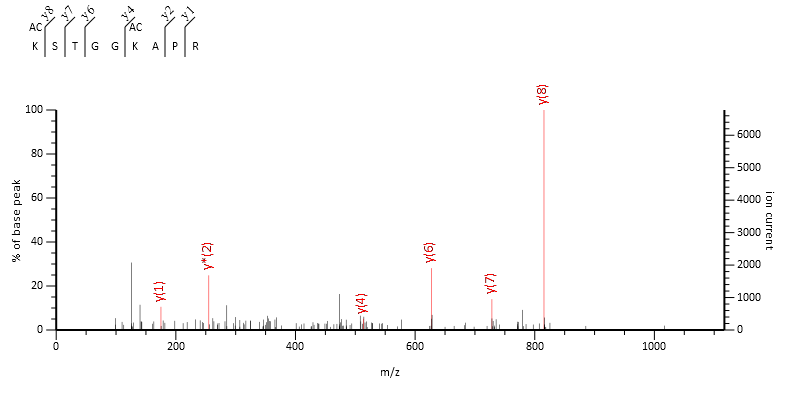 y8 y7 y6 y4 y2 y1
AC AC
K S T G G K A P R
y(8)
y(6)
y*(2)
y(7)
y(1)
y(4)
% of base peak
100
80
60
40
20
0
6000
5000
4000
3000
2000
1000
0
ion current
0 200 400 600 800 1000
m/z